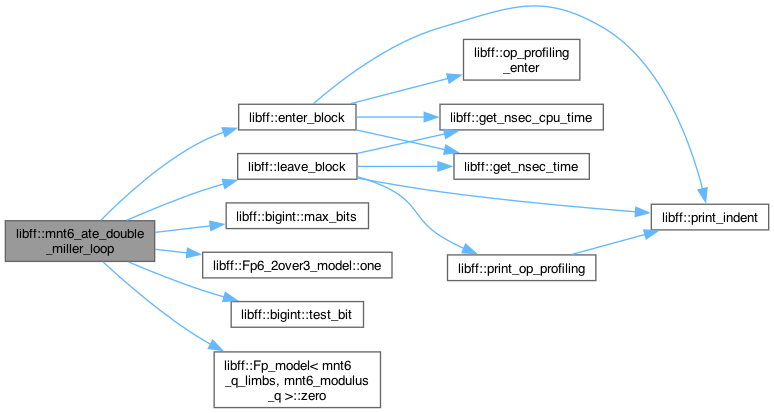 libff::mnt6_ate_double
_miller_loop
libff::enter_block
libff::leave_block
libff::bigint::max_bits
libff::Fp6_2over3_model::one
libff::bigint::test_bit
libff::Fp_model< mnt6
_q_limbs, mnt6_modulus
_q >::zero
libff::op_profiling
_enter
libff::get_nsec_cpu_time
libff::get_nsec_time
libff::print_op_profiling
libff::print_indent